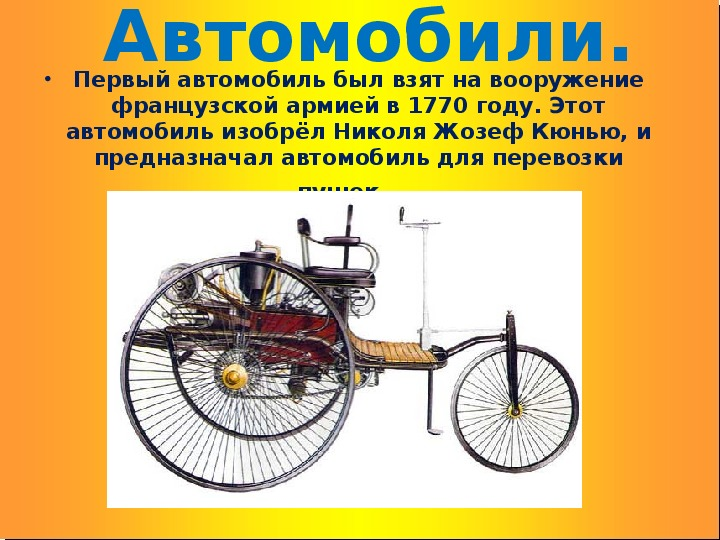 Автомобили.
• Первый автомобиль был взят на вооружение
французской армией в 1770 году. Этот
автомобиль изобрёл Николя Жозеф Кюнью, и
предназначал автомобиль для перевозки
пушек